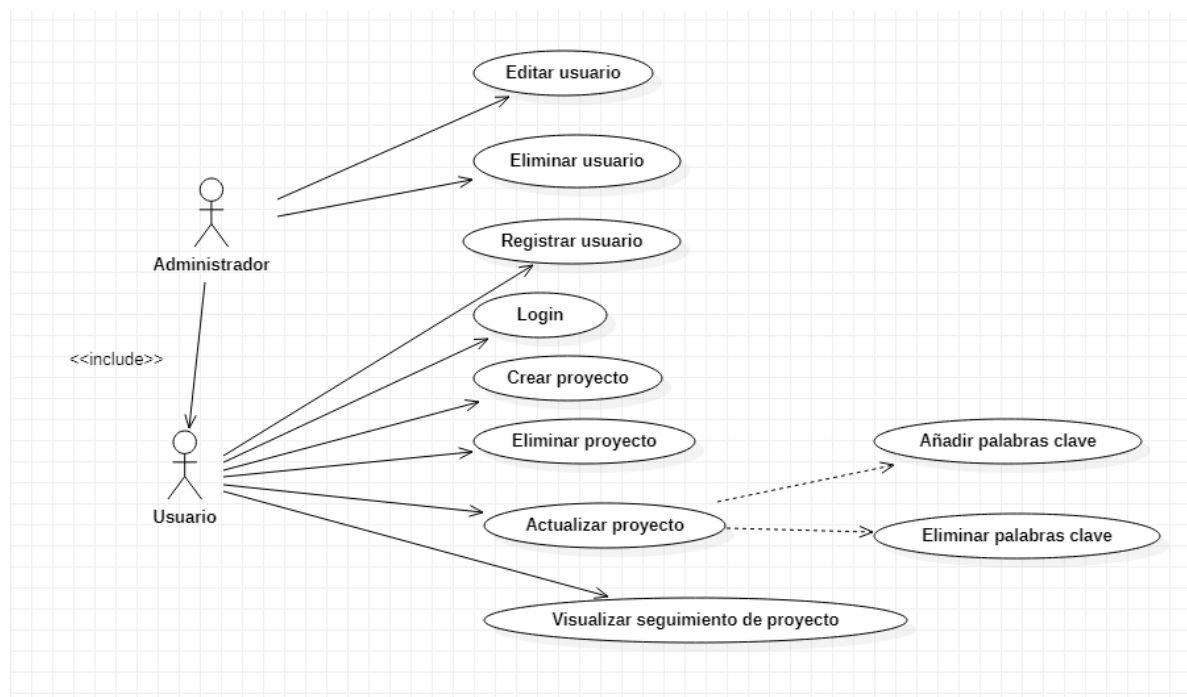 Editar usuario
Eliminar usuario
Administrador
Registrar usuario
Login
<<include>>
Crear proyecto
Eliminar proyecto
Añadir palabras clave
Usuario
Actualizar proyecto
Eliminar palabras clave
Visualizar seguimiento de proyecto